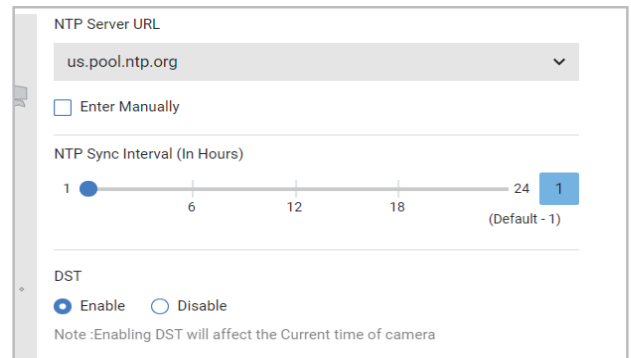 NTP Server URL
us.pool.ntp.org
Enter Manually
NTP Sync Interval (In Hours)
1 24 1
6 12 18
(Default - 1)
DST
Enable Disable
Note :Enabling DST will affect the Current time of camera